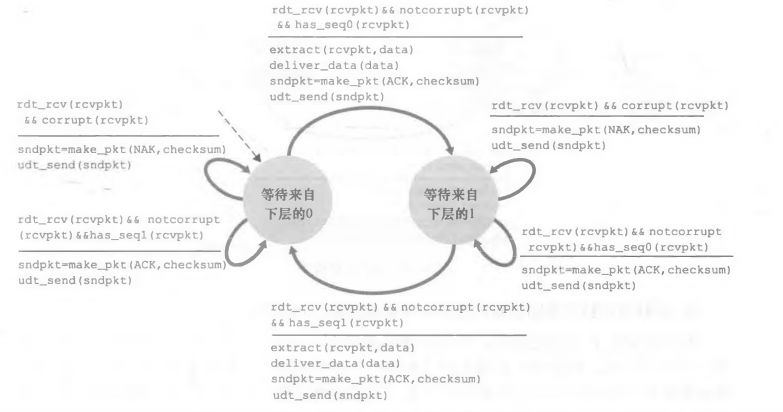 rdt_rcv(rcvpkt)&& notcorrupt(rcvpkt)
&& has_seq0(rcvpkt)
extract(rcvpkt,data)
deliver_data(data)
sndpkt=make_pkt(ACK,checksum)
udt_send(sndpkt)
rdt_rcv(rcvpkt)
&& corrupt(rcvpkt)
sndpkt=make_pkt(NAK,checksum)
udt_send(sndpkt)
rdt_rcv(rcvpkt) && corrupt(rcvpkt)
sndpkt=make_pkt(NAK,checksum)
udt_send(sndpkt)
等待来自
下层的0
等待来自
下层的1
rdt_rcv(rcvpkt)&& notcorrupt
(rcvpkt)&&has_seq1(rcvpkt)
sndpkt=make_pkt(ACK,checksum)
udt_send(sndpkt)
rdt_rcv(rcvpkt)&&notcorrupt
rcvpkt)&&has_seq0(rcvpkt)
sndpkt=make_pkt(ACK,checksum)
udt_send(sndpkt)
rdt_rcv(rcvpkt) && notcorrupt(rcvpkt)
&& has_seq1(rcvpkt)
extract(rcvpkt,data)
deliver_data(data)
sndpkt=make_pkt(ACK,checksum)
udt_send(sndpkt)